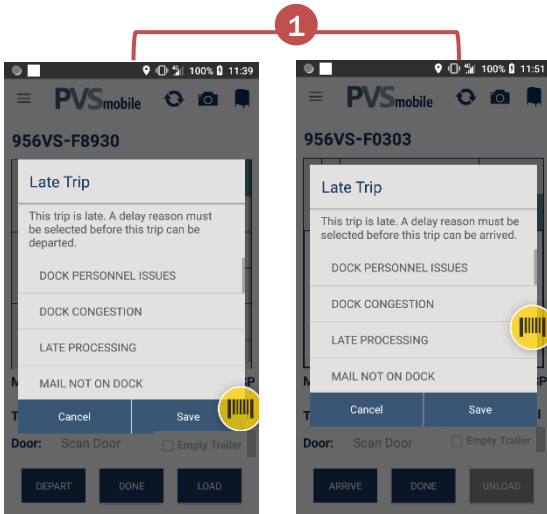 1
4G 100% 11:39
PVSmobile
956VS-F8930
Late Trip
This trip is late. A delay reason must
be selected before this trip can be
departed.
DOCK PERSONNEL ISSUES
DOCK CONGESTION
LATE PROCESSING
MAIL NOT ON DOCK
M SP
Cancel Save
T
Door: Scan Door Empty Trailer
DEPART DONE LOAD
4G 100% 11:51
PVSmobile
956VS-F0303
Late Trip
This trip is late. A delay reason must be
selected before this trip can be arrived.
DOCK PERSONNEL ISSUES
DOCK CONGESTION
LATE PROCESSING
MAIL NOT ON DOCK
M SP
Cancel Save
T
Door: Scan Door Empty Trailer
ARRIVE DONE UNLOAD